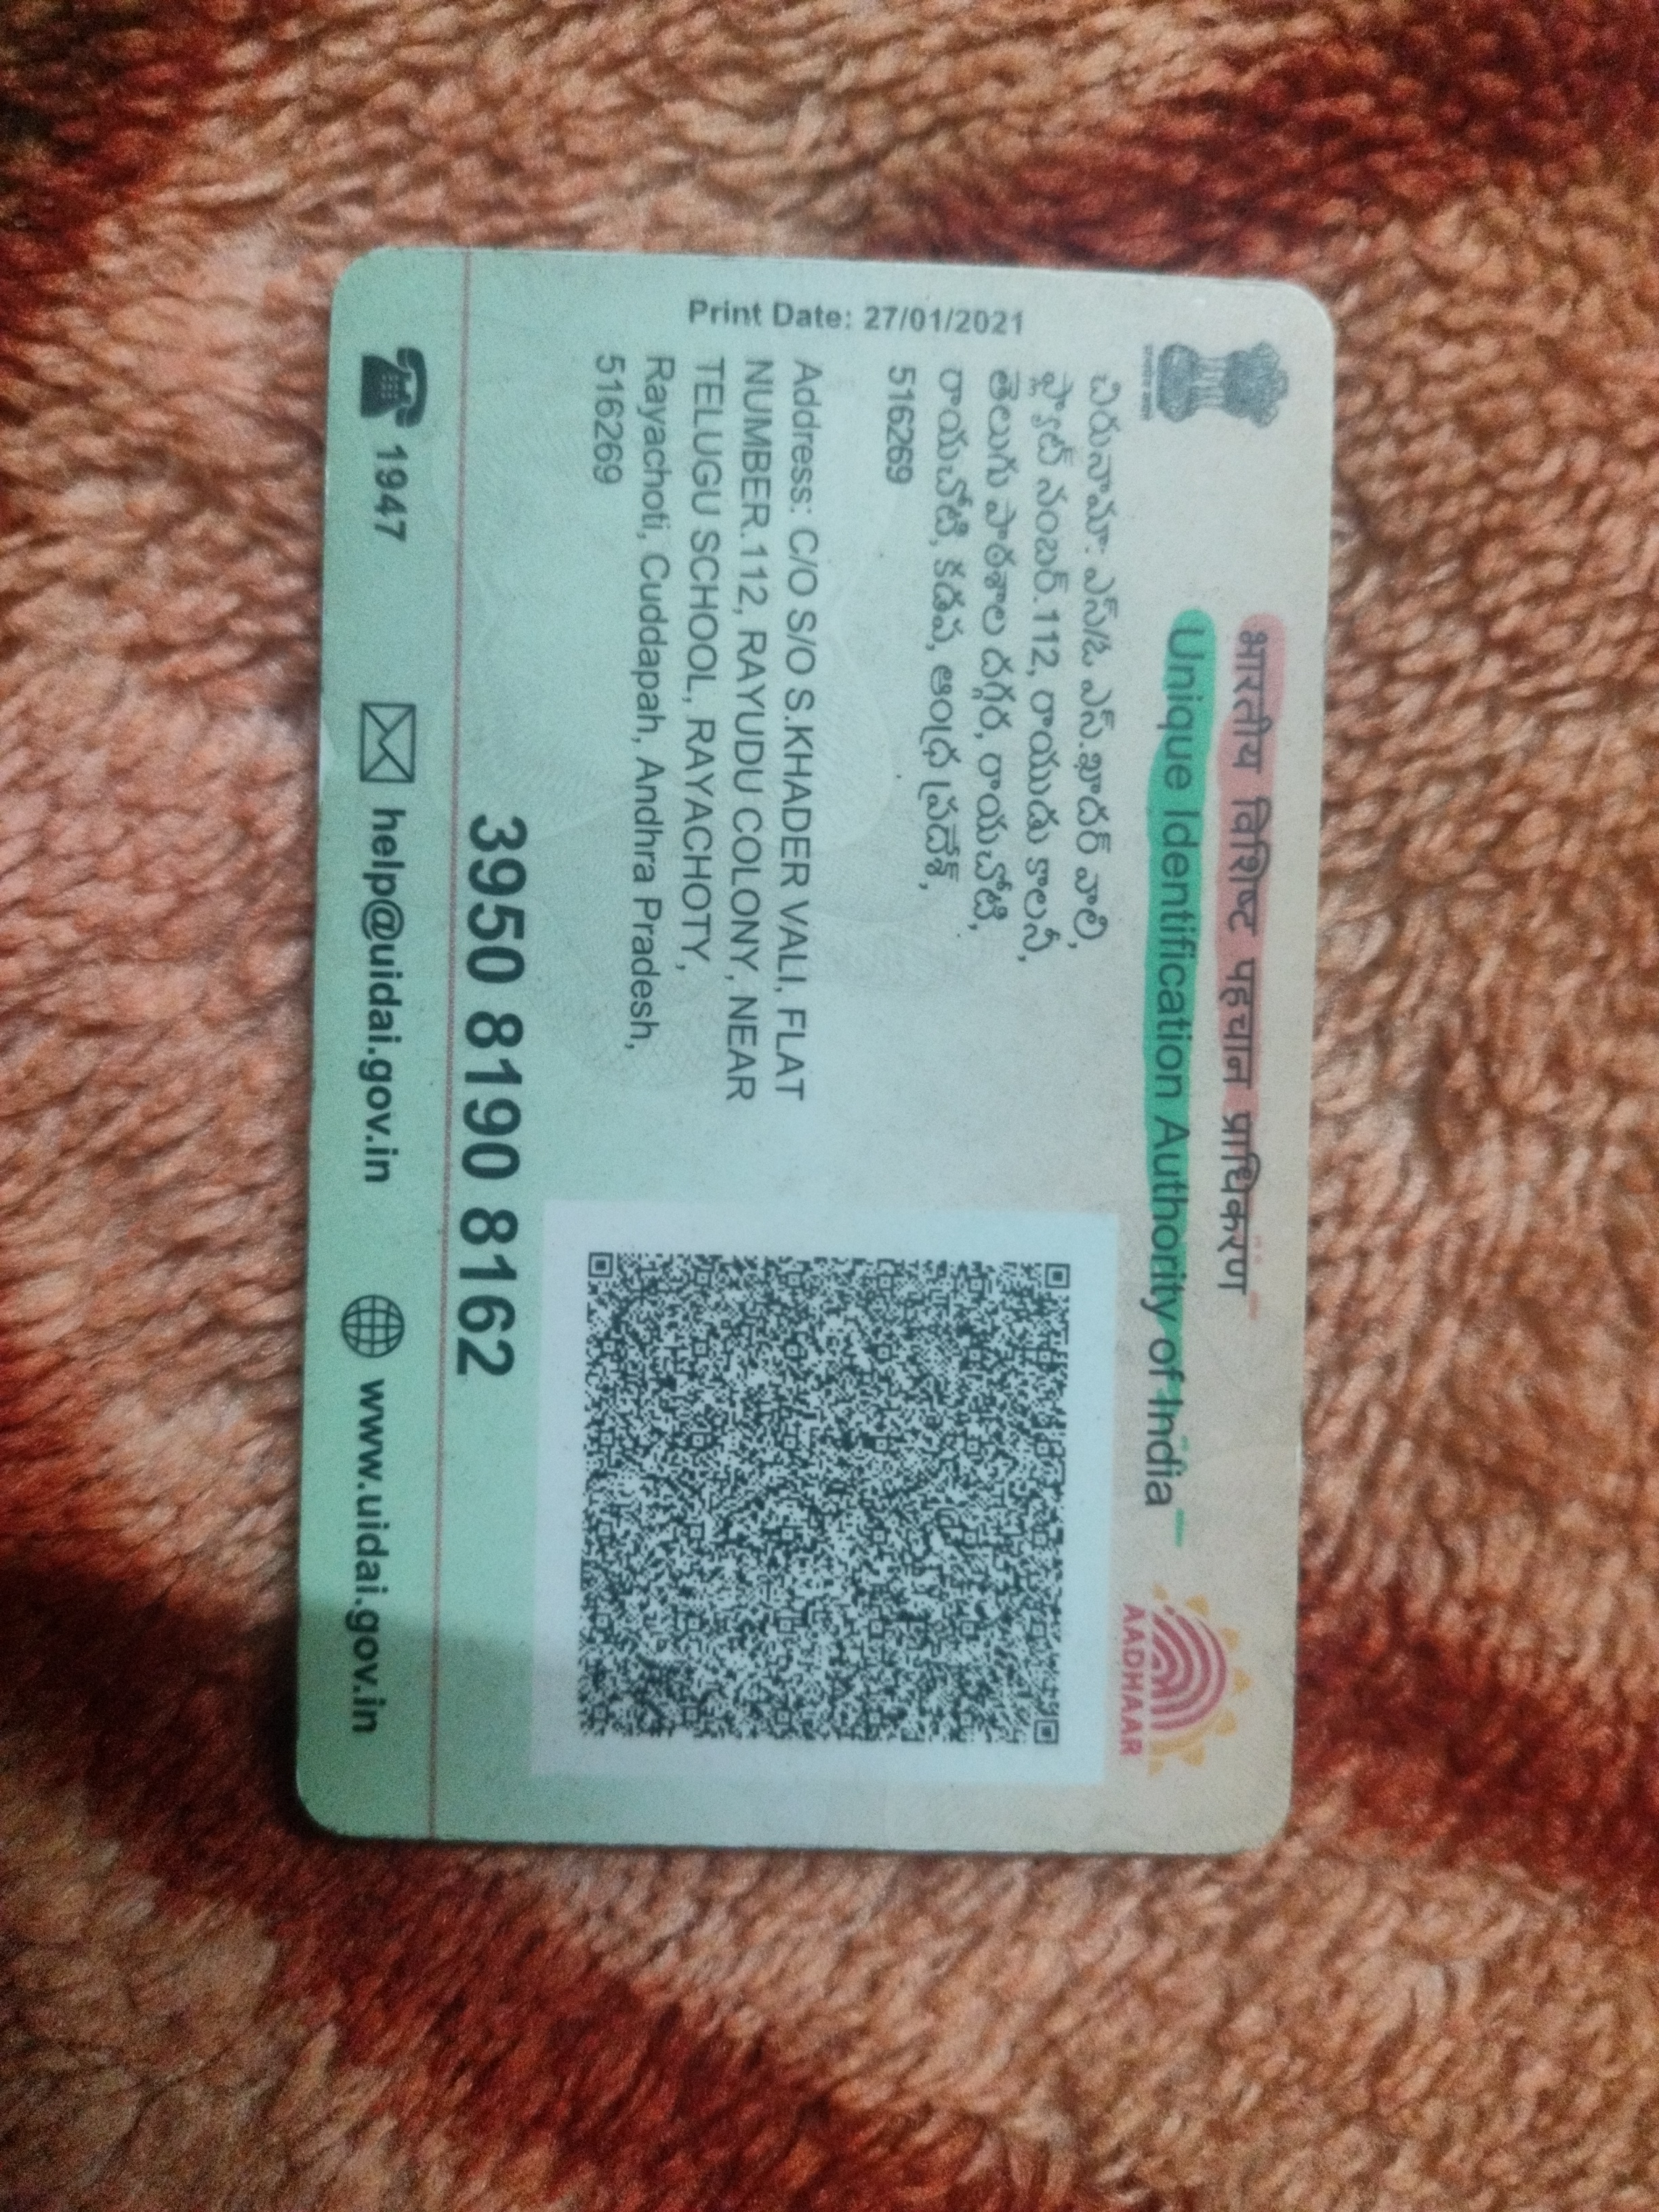 भारतीय विशिष्ट पहचान प्राधिकरण
Unique Identification Authority of India
AADHAAR
Print Date: 27/01/2021
చిరునామా: ఎస్/ఓ ఎస్.ఖాదర్ వాలి,
ఫ్లాట్ నంబర్.112, రాయుడు కాలనీ,
తెలుగు పాఠశాల దగ్గర, రాయచోటి,
రాయచోటి, కడప, ఆంధ్ర ప్రదేశ్,
516269
Address: C/O S/O S.KHADER VALI, FLAT
NUMBER.112, RAYUDU COLONY, NEAR
TELUGU SCHOOL, RAYACHOTY,
Rayachoti, Cuddapah, Andhra Pradesh,
516269
3950 8190 8162
1947
help@uidai.gov.in
www.uidai.gov.in